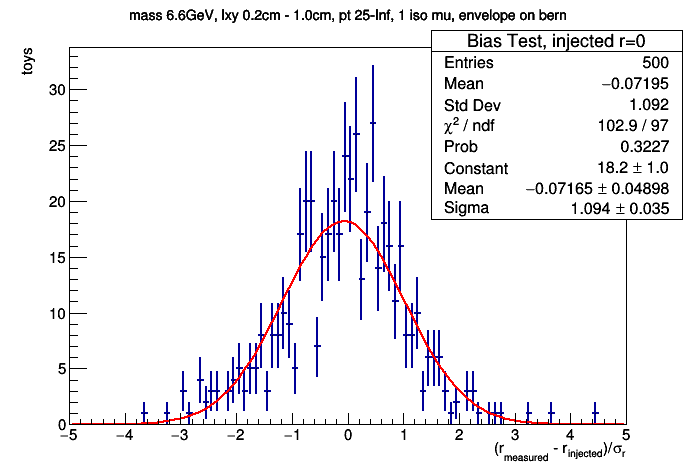 mass 6.6GeV, lxy 0.2cm - 1.0cm, pt 25-Inf, 1 iso mu, envelope on bern
Bias Test, injected r=0
Entries 500
Mean −0.07195
Std Dev 1.092
χ² / ndf 102.9 / 97
Prob 0.3227
Constant 18.2 ± 1.0
Mean −0.07165 ± 0.04898
Sigma 1.094 ± 0.035
toys
30
25
20
15
10
5
0
−5 −4 −3 −2 −1 0 1 2 3 4 5
(r_measured - r_injected)/σ_r